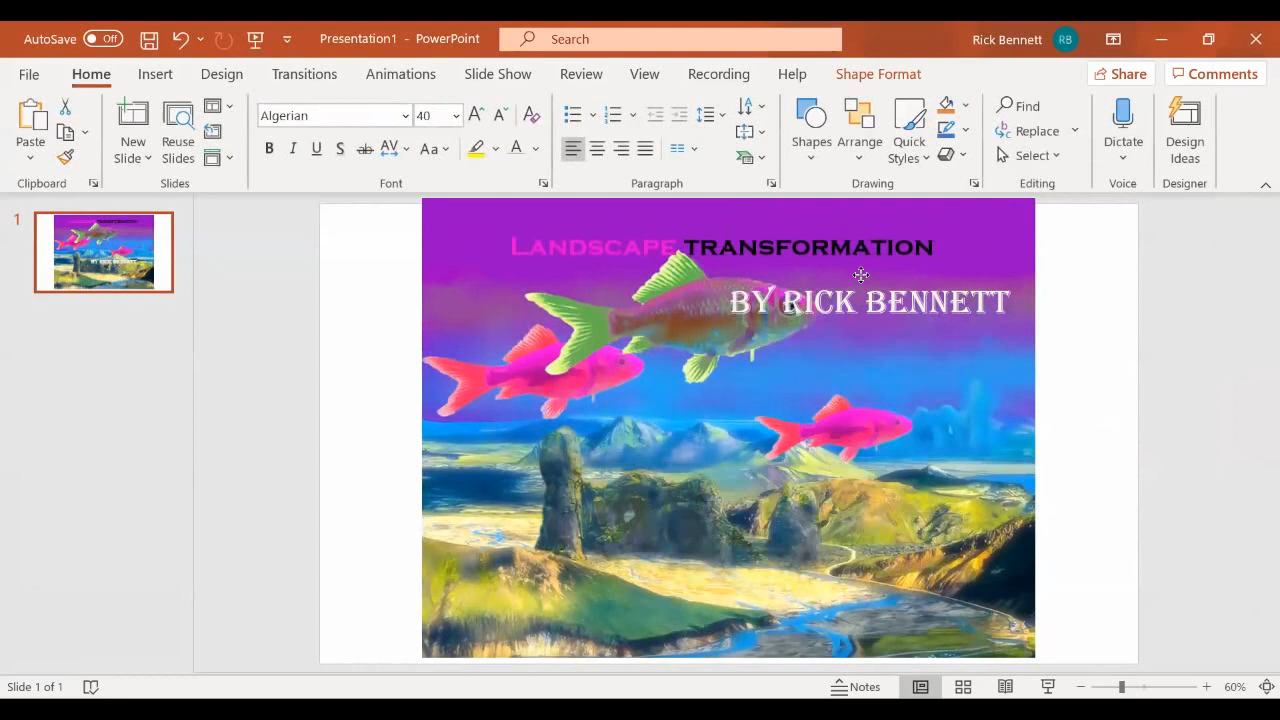 AutoSave Off Presentation1 - PowerPoint Search Rick Bennett RB
File Home Insert Design Transitions Animations Slide Show Review View Recording Help Shape Format Share Comments
Algerian 40 Find
Replace
Paste New Slide Reuse Slides Shapes Arrange Quick Styles Select Dictate Design Ideas
Clipboard Slides Font Paragraph Drawing Editing Voice Designer
1
LANDSCAPE TRANSFORMATION
BY RICK BENNETT
Slide 1 of 1 Notes 60%